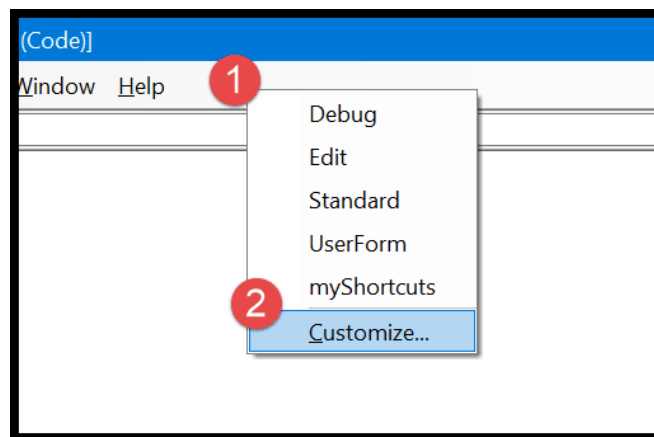 (Code)]
Window Help
1
Debug
Edit
Standard
UserForm
myShortcuts
2
Customize...